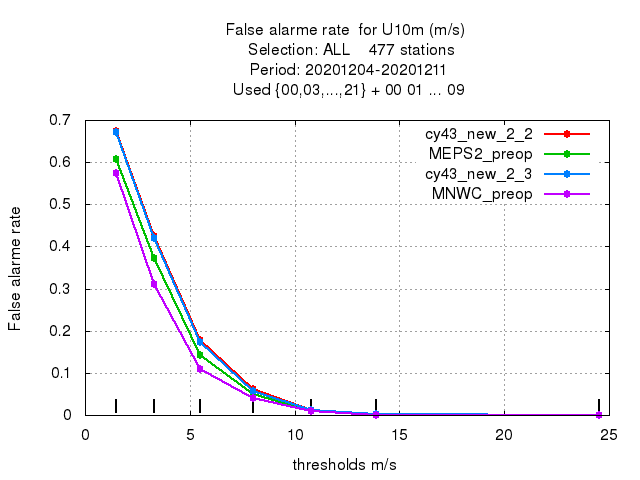 False alarme rate  for U10m (m/s)
Selection: ALL    477 stations
Period: 20201204-20201211
Used {00,03,...,21} + 00 01 ... 09
cy43_new_2_2
MEPS2_preop
cy43_new_2_3
MNWC_preop
False alarme rate
0.7
0.6
0.5
0.4
0.3
0.2
0.1
0
0 5 10 15 20 25
thresholds m/s